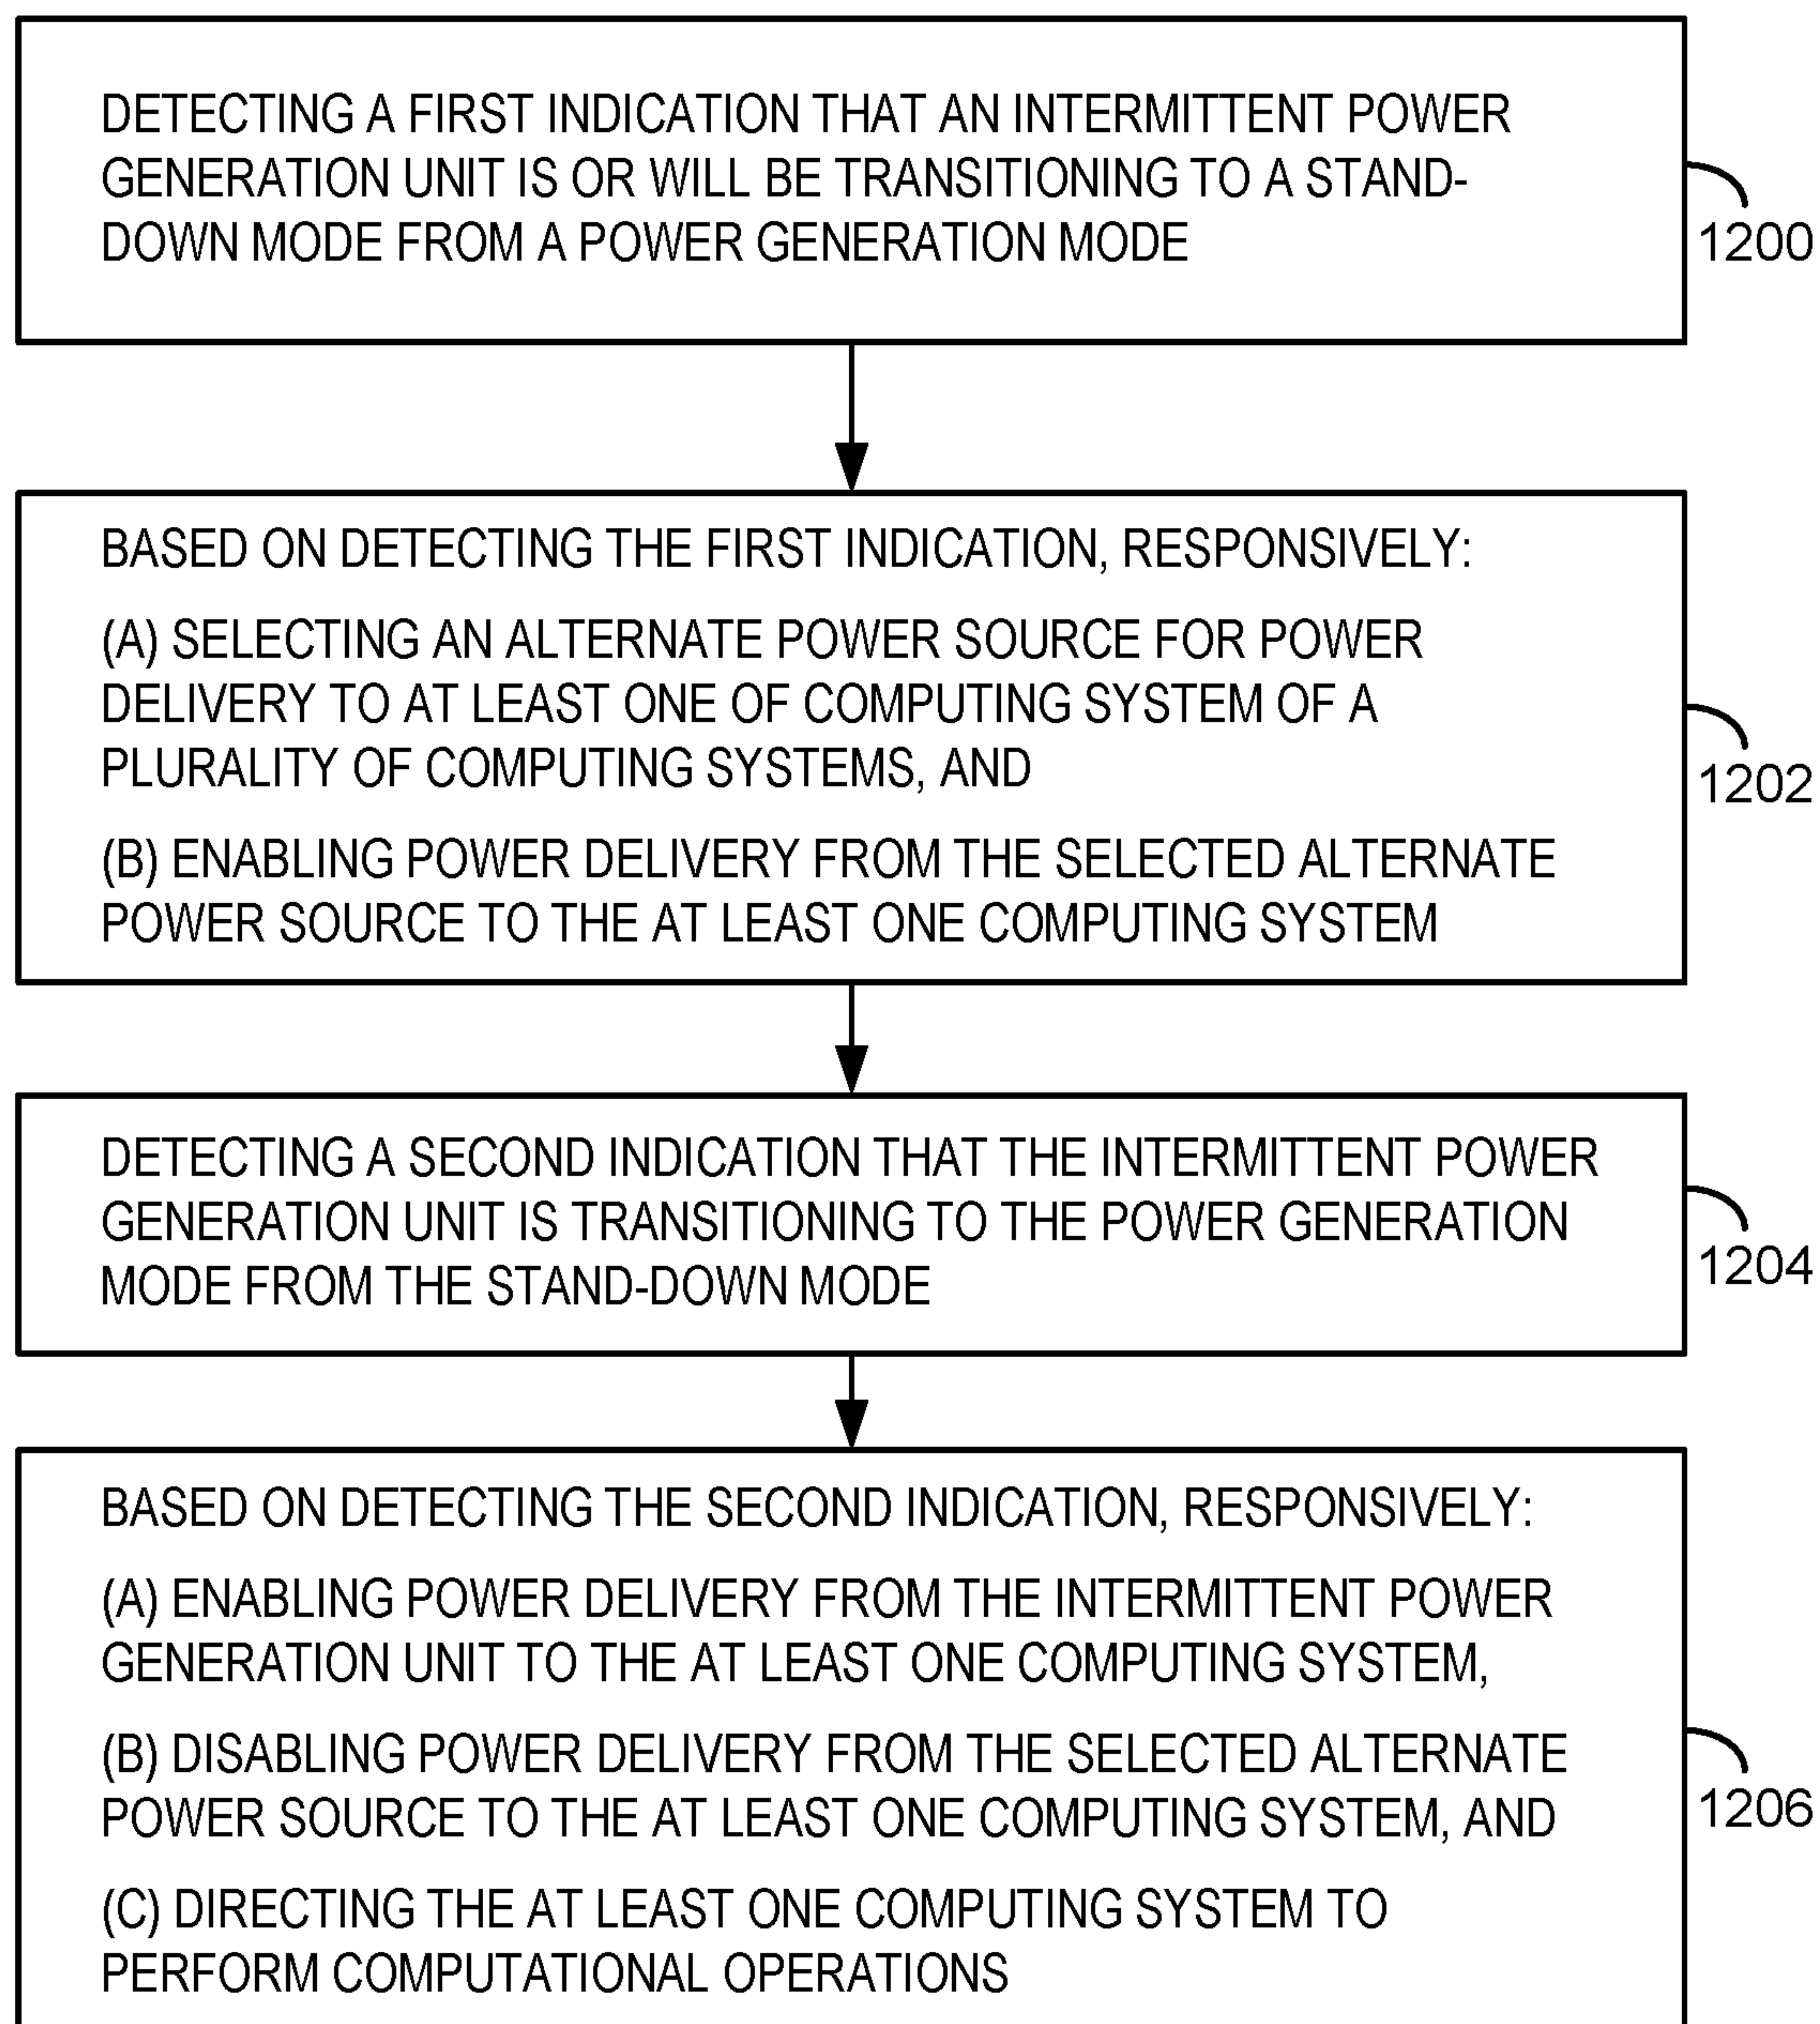 DETECTING A FIRST INDICATION THAT AN INTERMITTENT POWER
GENERATION UNIT IS OR WILL BE TRANSITIONING TO A STAND-
DOWN MODE FROM A POWER GENERATION MODE
1200
BASED ON DETECTING THE FIRST INDICATION, RESPONSIVELY:
(A) SELECTING AN ALTERNATE POWER SOURCE FOR POWER
DELIVERY TO AT LEAST ONE OF COMPUTING SYSTEM OF A
PLURALITY OF COMPUTING SYSTEMS, AND
(B) ENABLING POWER DELIVERY FROM THE SELECTED ALTERNATE
POWER SOURCE TO THE AT LEAST ONE COMPUTING SYSTEM
1202
DETECTING A SECOND INDICATION THAT THE INTERMITTENT POWER
GENERATION UNIT IS TRANSITIONING TO THE POWER GENERATION
MODE FROM THE STAND-DOWN MODE
1204
BASED ON DETECTING THE SECOND INDICATION, RESPONSIVELY:
(A) ENABLING POWER DELIVERY FROM THE INTERMITTENT POWER
GENERATION UNIT TO THE AT LEAST ONE COMPUTING SYSTEM,
(B) DISABLING POWER DELIVERY FROM THE SELECTED ALTERNATE
POWER SOURCE TO THE AT LEAST ONE COMPUTING SYSTEM, AND
(C) DIRECTING THE AT LEAST ONE COMPUTING SYSTEM TO
PERFORM COMPUTATIONAL OPERATIONS
1206